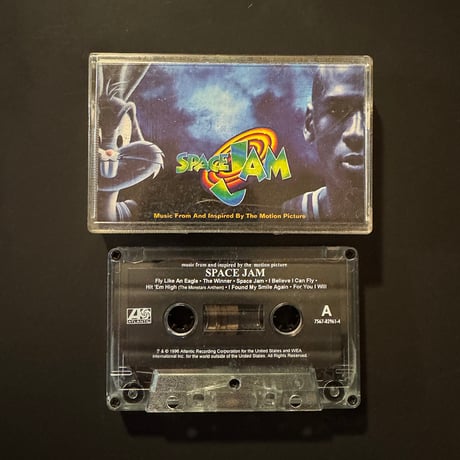 SPACE JAM
Music From And Inspired By The Motion Picture
music from and inspired by the motion picture
SPACE JAM
Fly Like An Eagle • The Winner • Space Jam • I Believe I Can Fly •
Hit 'Em High (The Monstars Anthem) • I Found My Smile Again • For You I Will
A
ATLANTIC
7567-82961-4
℗ & © 1996 Atlantic Recording Corporation for the United States and WEA
International Inc. for the world outside of the United States. All Rights Reserved.